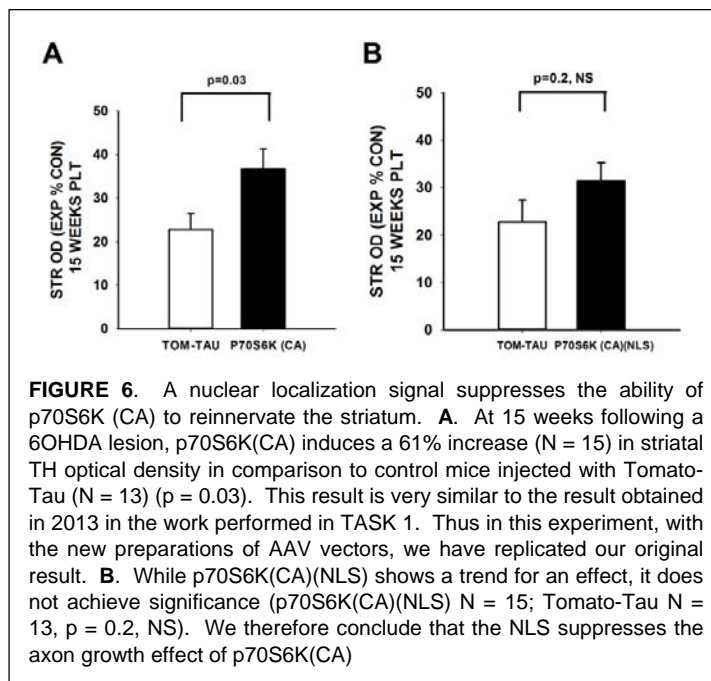 A
p=0.03
STR OD (EXP % CON)
15 WEEKS PLT
50
40
30
20
10
0
TOM-TAU P70S6K (CA)
B
p=0.2, NS
STR OD (EXP % CON)
15 WEEKS PLT
50
40
30
20
10
0
TOM-TAU P70S6K (CA)(NLS)
FIGURE 6. A nuclear localization signal suppresses the ability of
p70S6K (CA) to reinnervate the striatum. A. At 15 weeks following a
6OHDA lesion, p70S6K(CA) induces a 61% increase (N = 15) in striatal
TH optical density in comparison to control mice injected with Tomato-
Tau (N = 13) (p = 0.03). This result is very similar to the result obtained
in 2013 in the work performed in TASK 1. Thus in this experiment, with
the new preparations of AAV vectors, we have replicated our original
result. B. While p70S6K(CA)(NLS) shows a trend for an effect, it does
not achieve significance (p70S6K(CA)(NLS) N = 15; Tomato-Tau N =
13, p = 0.2, NS). We therefore conclude that the NLS suppresses the
axon growth effect of p70S6K(CA)